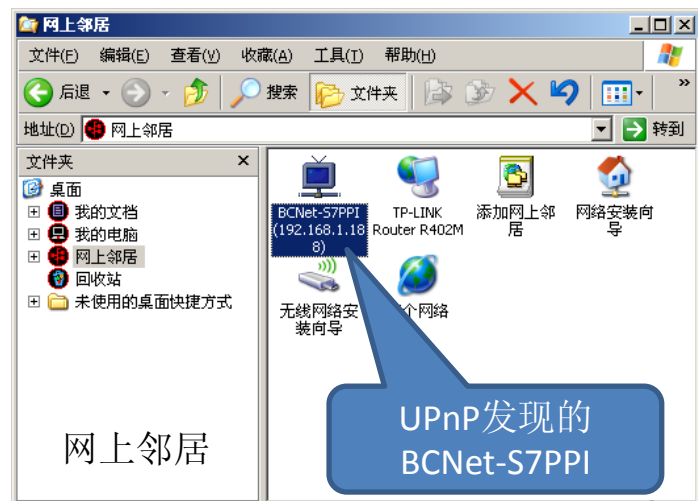 网上邻居
文件(F) 编辑(E) 查看(V) 收藏(A) 工具(T) 帮助(H)
后退 搜索 文件夹 »
地址(D) 网上邻居 转到
文件夹 ×
桌面
我的文档
我的电脑
网上邻居
回收站
未使用的桌面快捷方式
BCNet-S7PPI
(192.168.1.18
8)
TP-LINK
Router R402M
添加网上邻
居
网络安装向
导
无线网络安
装向导
个网络
UPnP发现的
BCNet-S7PPI
网上邻居